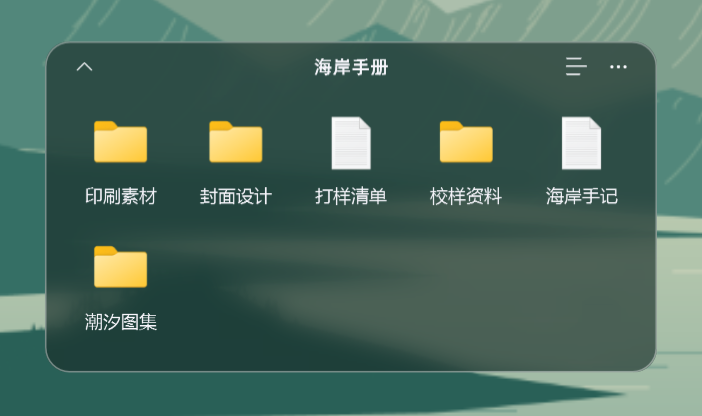 海岸手册
印刷素材
封面设计
打样清单
校样资料
海岸手记
潮汐图集